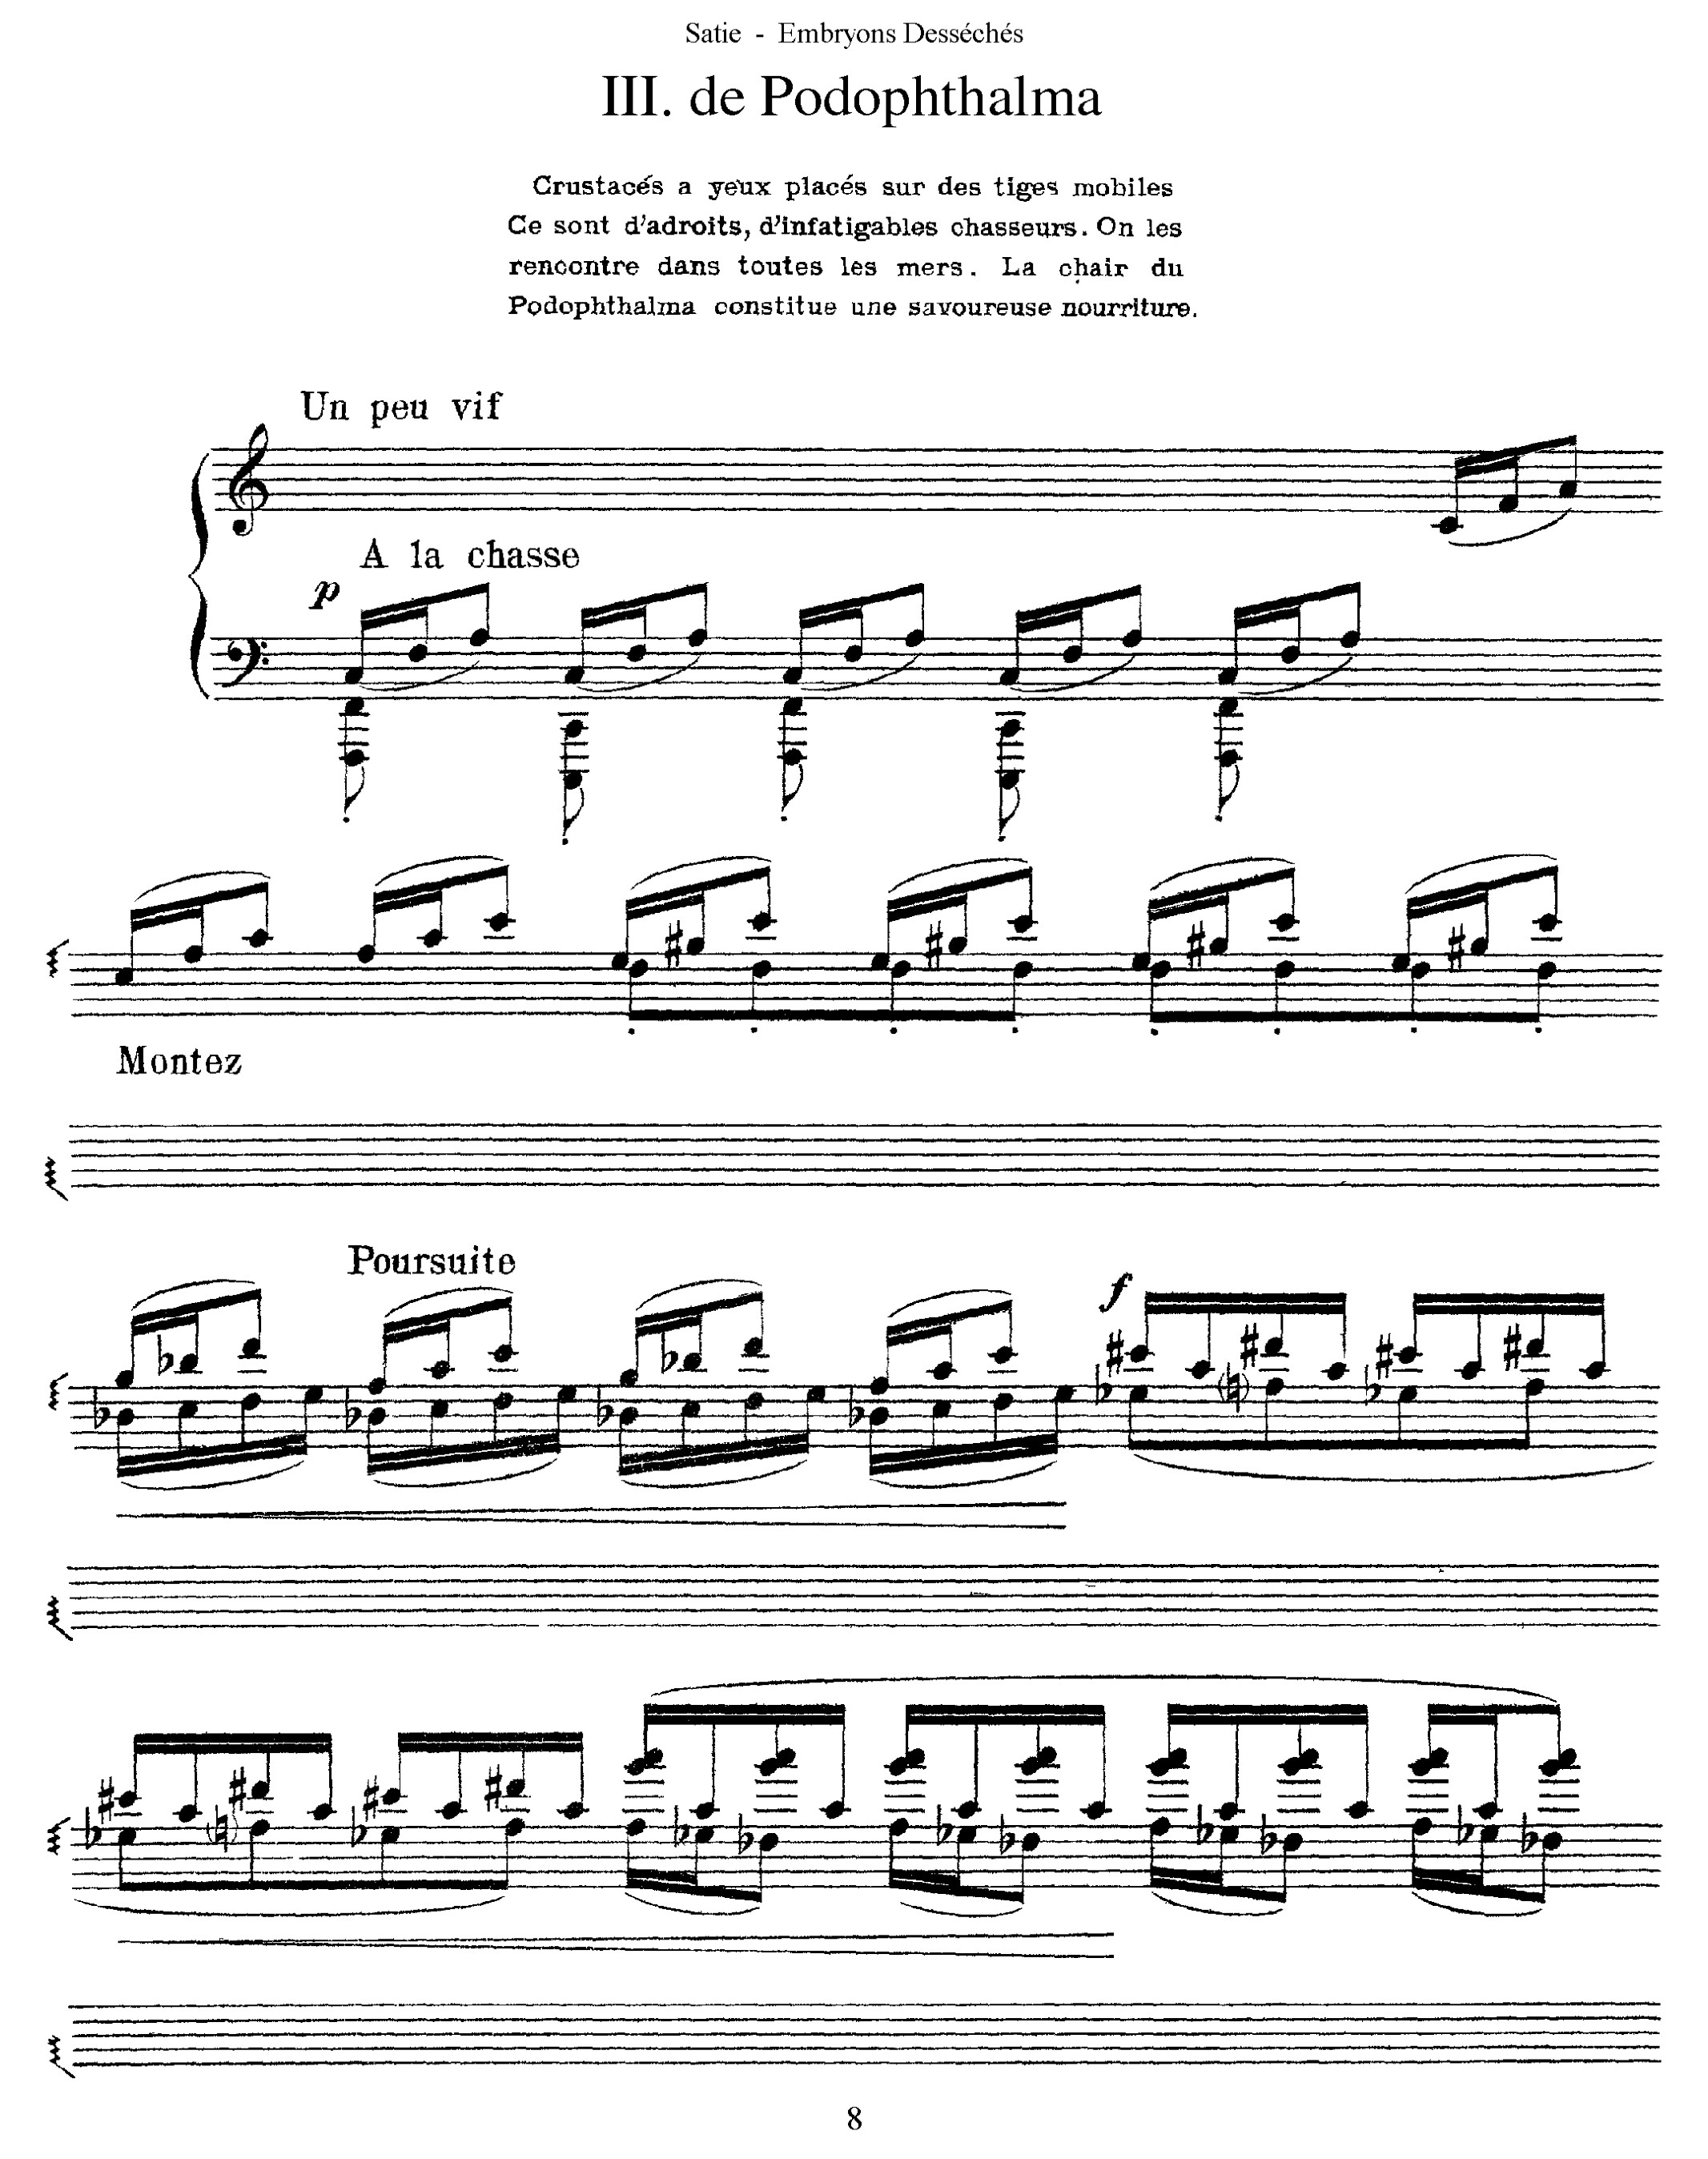 Satie - Embryons Desséchés
III. de Podophthalma
Crustacés a yeux placés sur des tiges mobiles
Ce sont d'adroits, d'infatigables chasseurs. On les
rencontre dans toutes les mers. La chair du
Podophthalma constitue une savoureuse nourriture.
Un peu vif
A la chasse
p
Montez
Poursuite
f
8